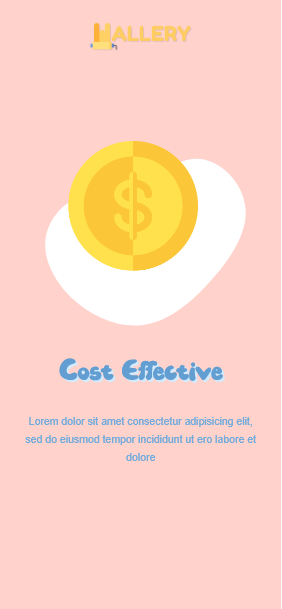 HALLERY
$
Cost Effective
Lorem dolor sit amet consectetur adipisicing elit,
sed do eiusmod tempor incididunt ut ero labore et
dolore